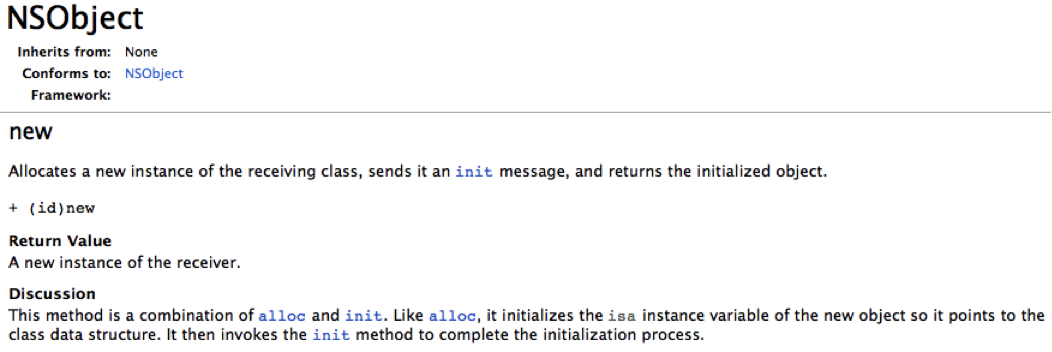 NSObject
Inherits from: None
Conforms to: NSObject
Framework:
new
Allocates a new instance of the receiving class, sends it an init message, and returns the initialized object.
+ (id)new
Return Value
A new instance of the receiver.
Discussion
This method is a combination of alloc and init. Like alloc, it initializes the isa instance variable of the new object so it points to the
class data structure. It then invokes the init method to complete the initialization process.